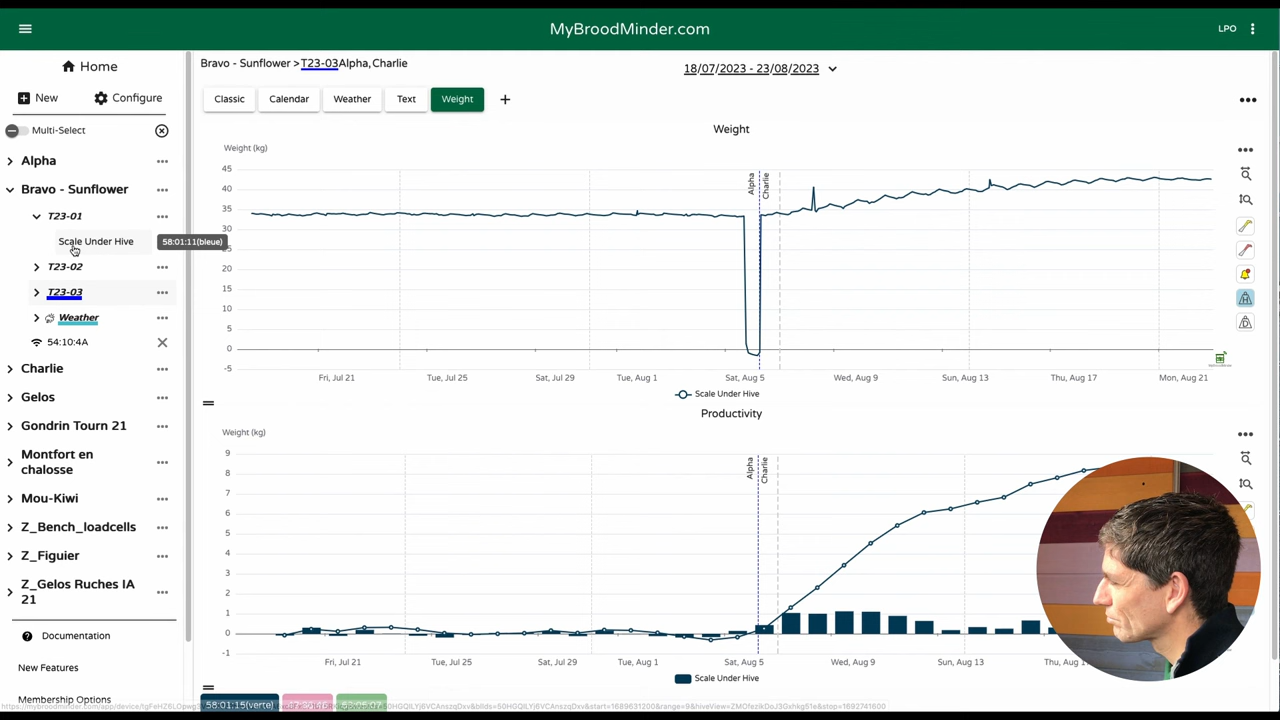 MyBroodMinder.com
LPO
Home
New
Configure
Multi-Select
Alpha
Bravo - Sunflower
T23-01
Scale Under Hive
58:01:11(bleue)
T23-02
T23-03
Weather
54:10:4A
Charlie
Gelos
Gondrin Tourn 21
Montfort en
chalosse
Mou-Kiwi
Z_Bench_loadcells
Z_Figuier
Z_Gelos Ruches IA
21
Documentation
New Features
Membership Options
Bravo - Sunflower >T23-03Alpha,Charlie
18/07/2023 - 23/08/2023
Classic
Calendar
Weather
Text
Weight
Weight
Weight (kg)
45
40
35
30
25
20
15
10
5
0
-5
Alpha
Charlie
Fri, Jul 21
Tue, Jul 25
Sat, Jul 29
Tue, Aug 1
Sat, Aug 5
Wed, Aug 9
Sun, Aug 13
Thu, Aug 17
Mon, Aug 21
Scale Under Hive
Productivity
Weight (kg)
9
8
7
6
5
4
3
2
1
0
-1
Alpha
Charlie
Fri, Jul 21
Tue, Jul 25
Sat, Jul 29
Tue, Aug 1
Sat, Aug 5
Wed, Aug 9
Sun, Aug 13
Scale Under Hive
58:01:15(verte)